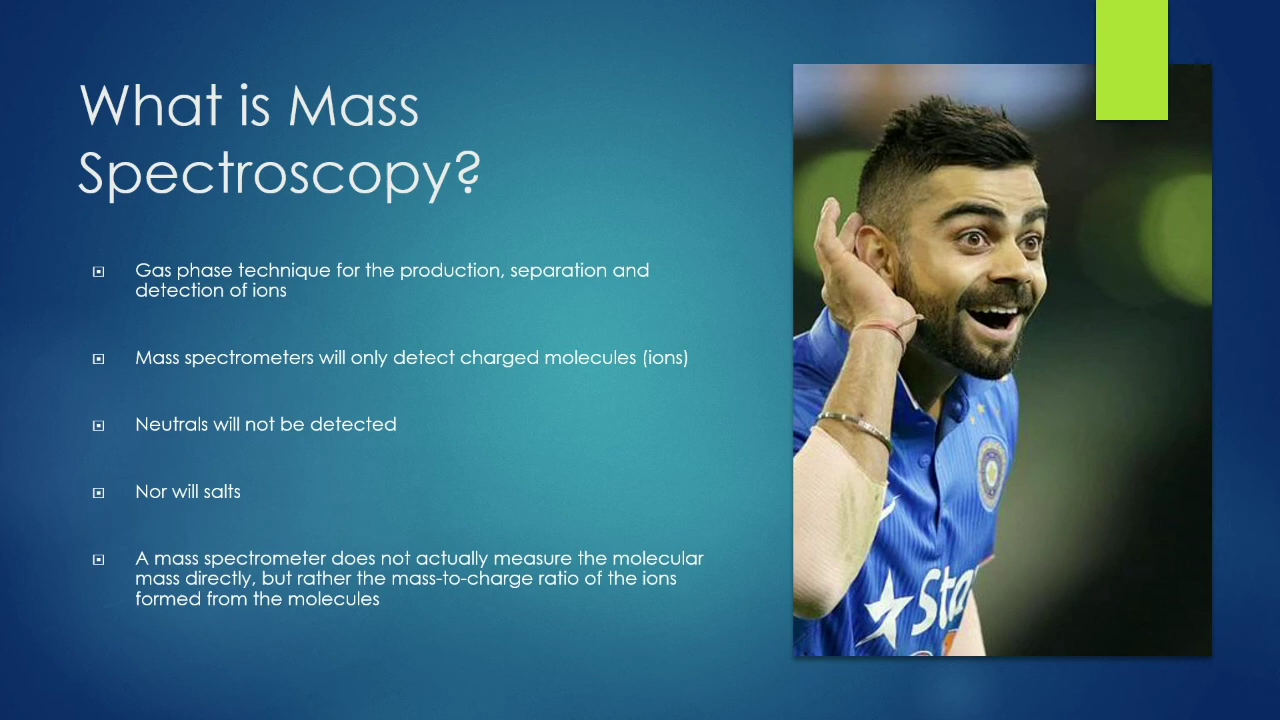 What is Mass
Spectroscopy?
Gas phase technique for the production, separation and
detection of ions
Mass spectrometers will only detect charged molecules (ions)
Neutrals will not be detected
Nor will salts
A mass spectrometer does not actually measure the molecular
mass directly, but rather the mass-to-charge ratio of the ions
formed from the molecules